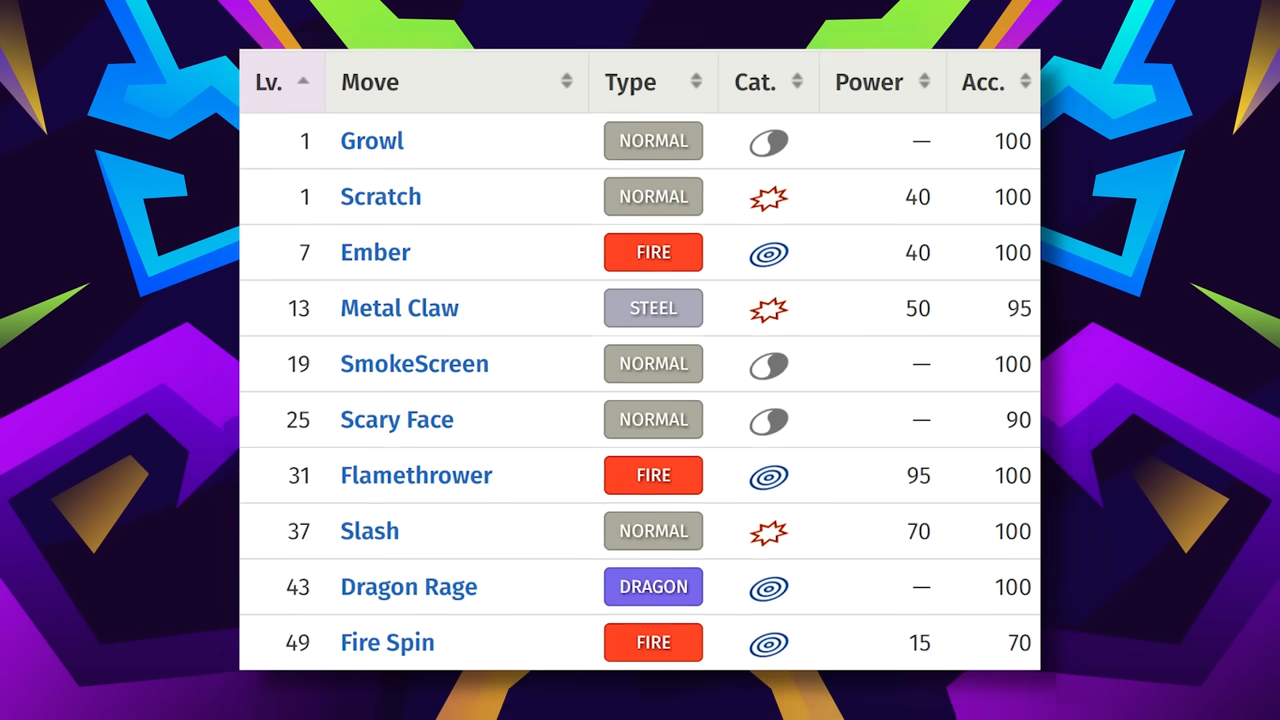 Lv. Move Type Cat. Power Acc.
1 Growl NORMAL — 100
1 Scratch NORMAL 40 100
7 Ember FIRE 40 100
13 Metal Claw STEEL 50 95
19 SmokeScreen NORMAL — 100
25 Scary Face NORMAL — 90
31 Flamethrower FIRE 95 100
37 Slash NORMAL 70 100
43 Dragon Rage DRAGON — 100
49 Fire Spin FIRE 15 70